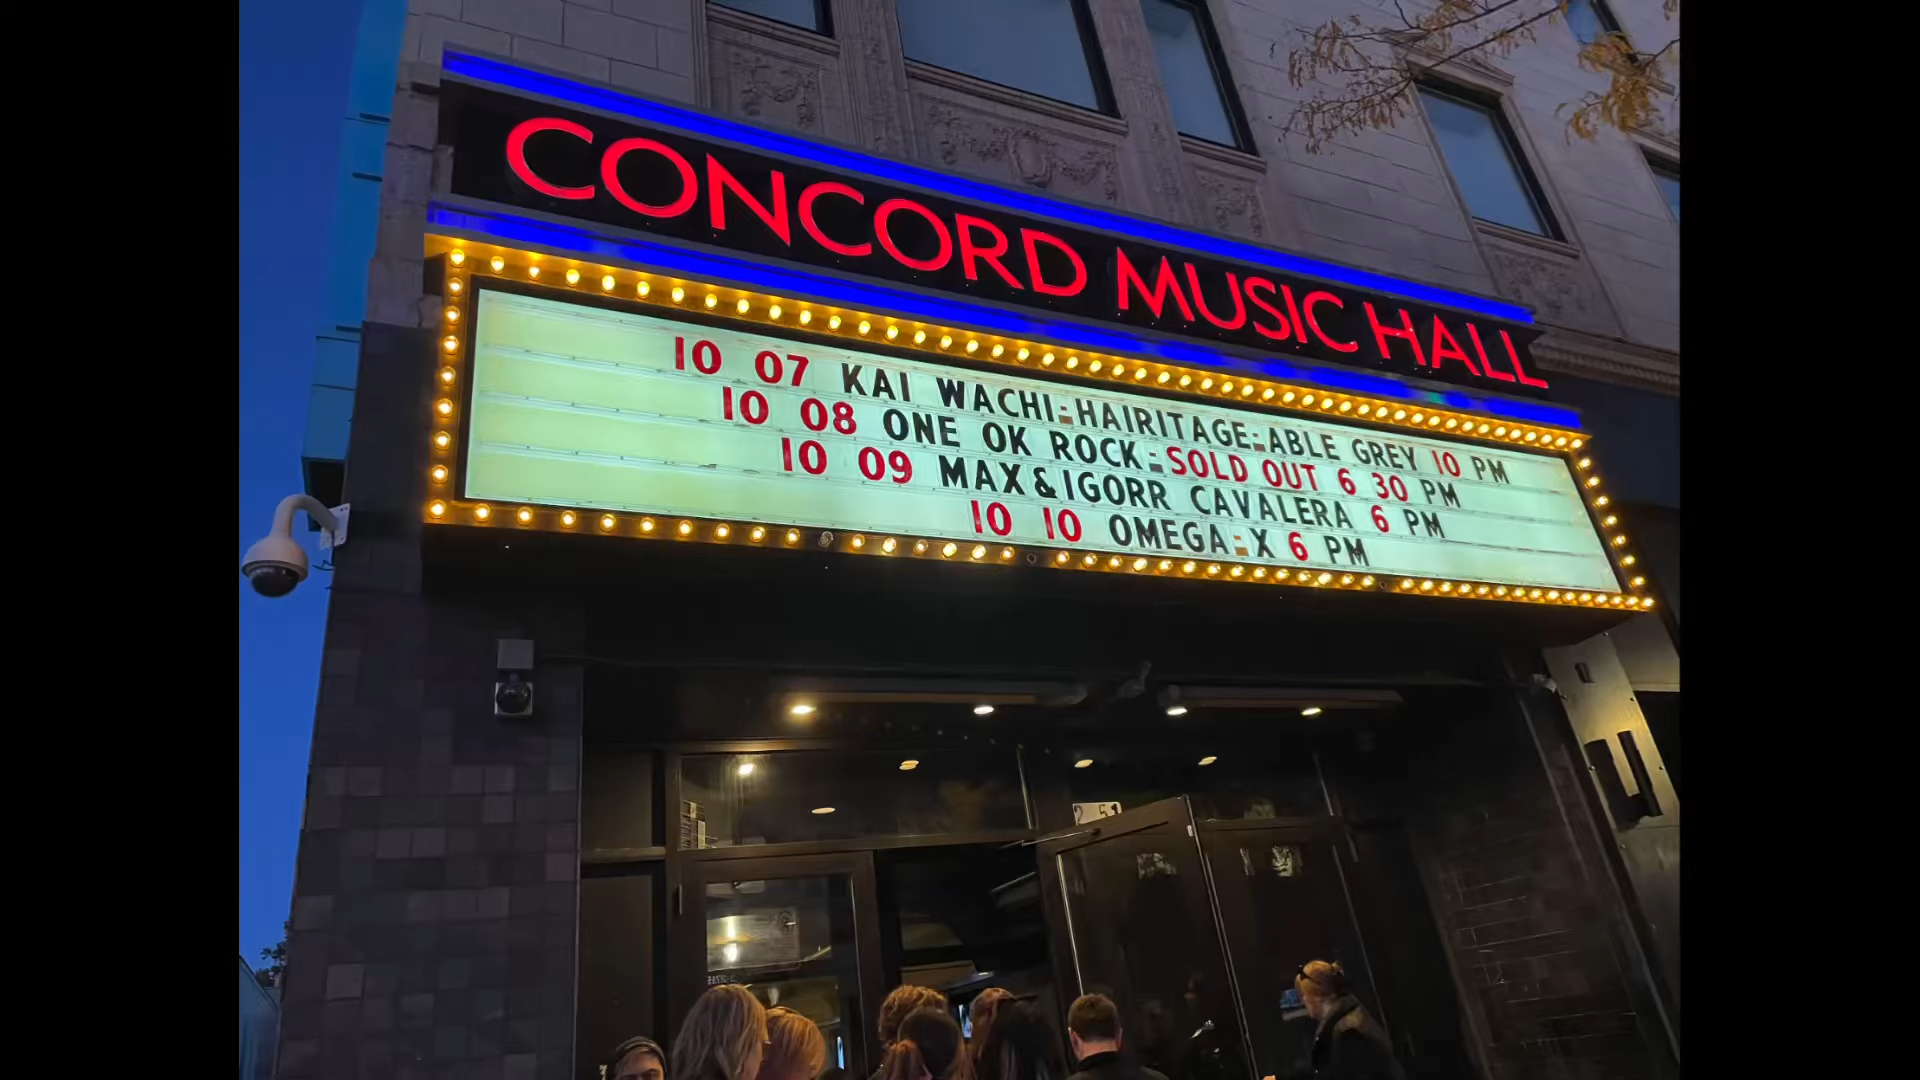 CONCORD MUSIC HALL
10 07 KAI WACHI-HAIRITAGE-ABLE GREY 10 PM
10 08 ONE OK ROCK-SOLD OUT 6 30 PM
10 09 MAX&IGORR CAVALERA 6 PM
10 10 OMEGA-X 6 PM